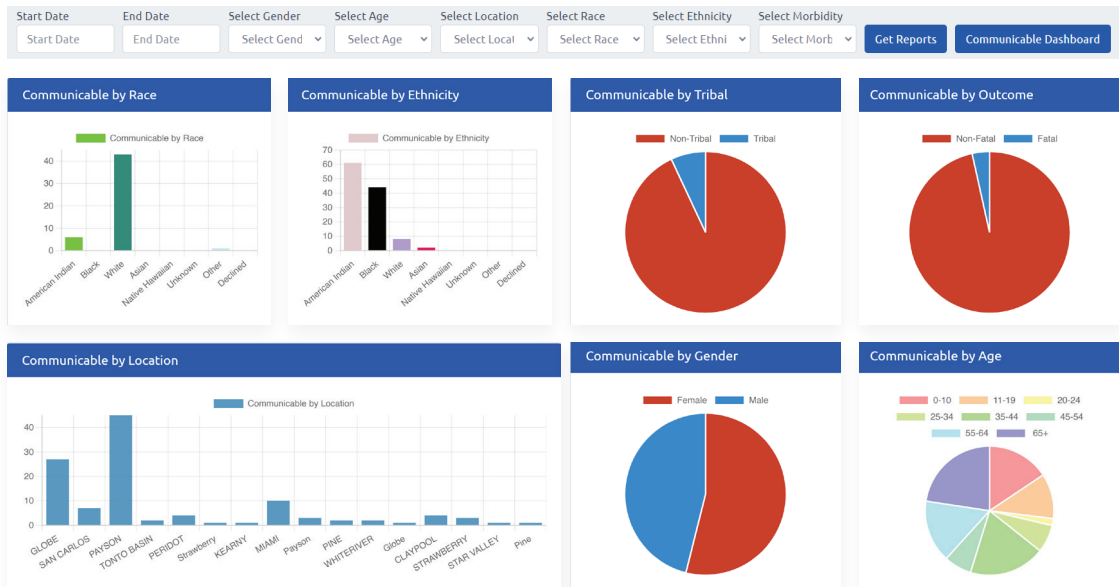 Start Date End Date Select Gender Select Age Select Location Select Race Select Ethnicity Select Morbidity
Start Date End Date Select Gend Select Age Select Locat Select Race Select Ethni Select Morb Get Reports Communicable Dashboard
Communicable by Race
Communicable by Race
40
30
20
10
0
American Indian Black White Asian Native Hawaiian Unknown Other Declined
Communicable by Ethnicity
Communicable by Ethnicity
70
60
50
40
30
20
10
0
American Indian Black White Asian Native Hawaiian Unknown Other Declined
Communicable by Tribal
Non-Tribal Tribal
Communicable by Outcome
Non-Fatal Fatal
Communicable by Location
Communicable by Location
40
30
20
10
0
GLOBE SAN CARLOS PAYSON TONTO BASIN PERIDOT Strawberry KEARNY MIAMI Payson PINE WHITERIVER Globe CLAYPOOL STRAWBERRY STAR VALLEY Pine
Communicable by Gender
Female Male
Communicable by Age
0-10 11-19 20-24
25-34 35-44 45-54
55-64 65+